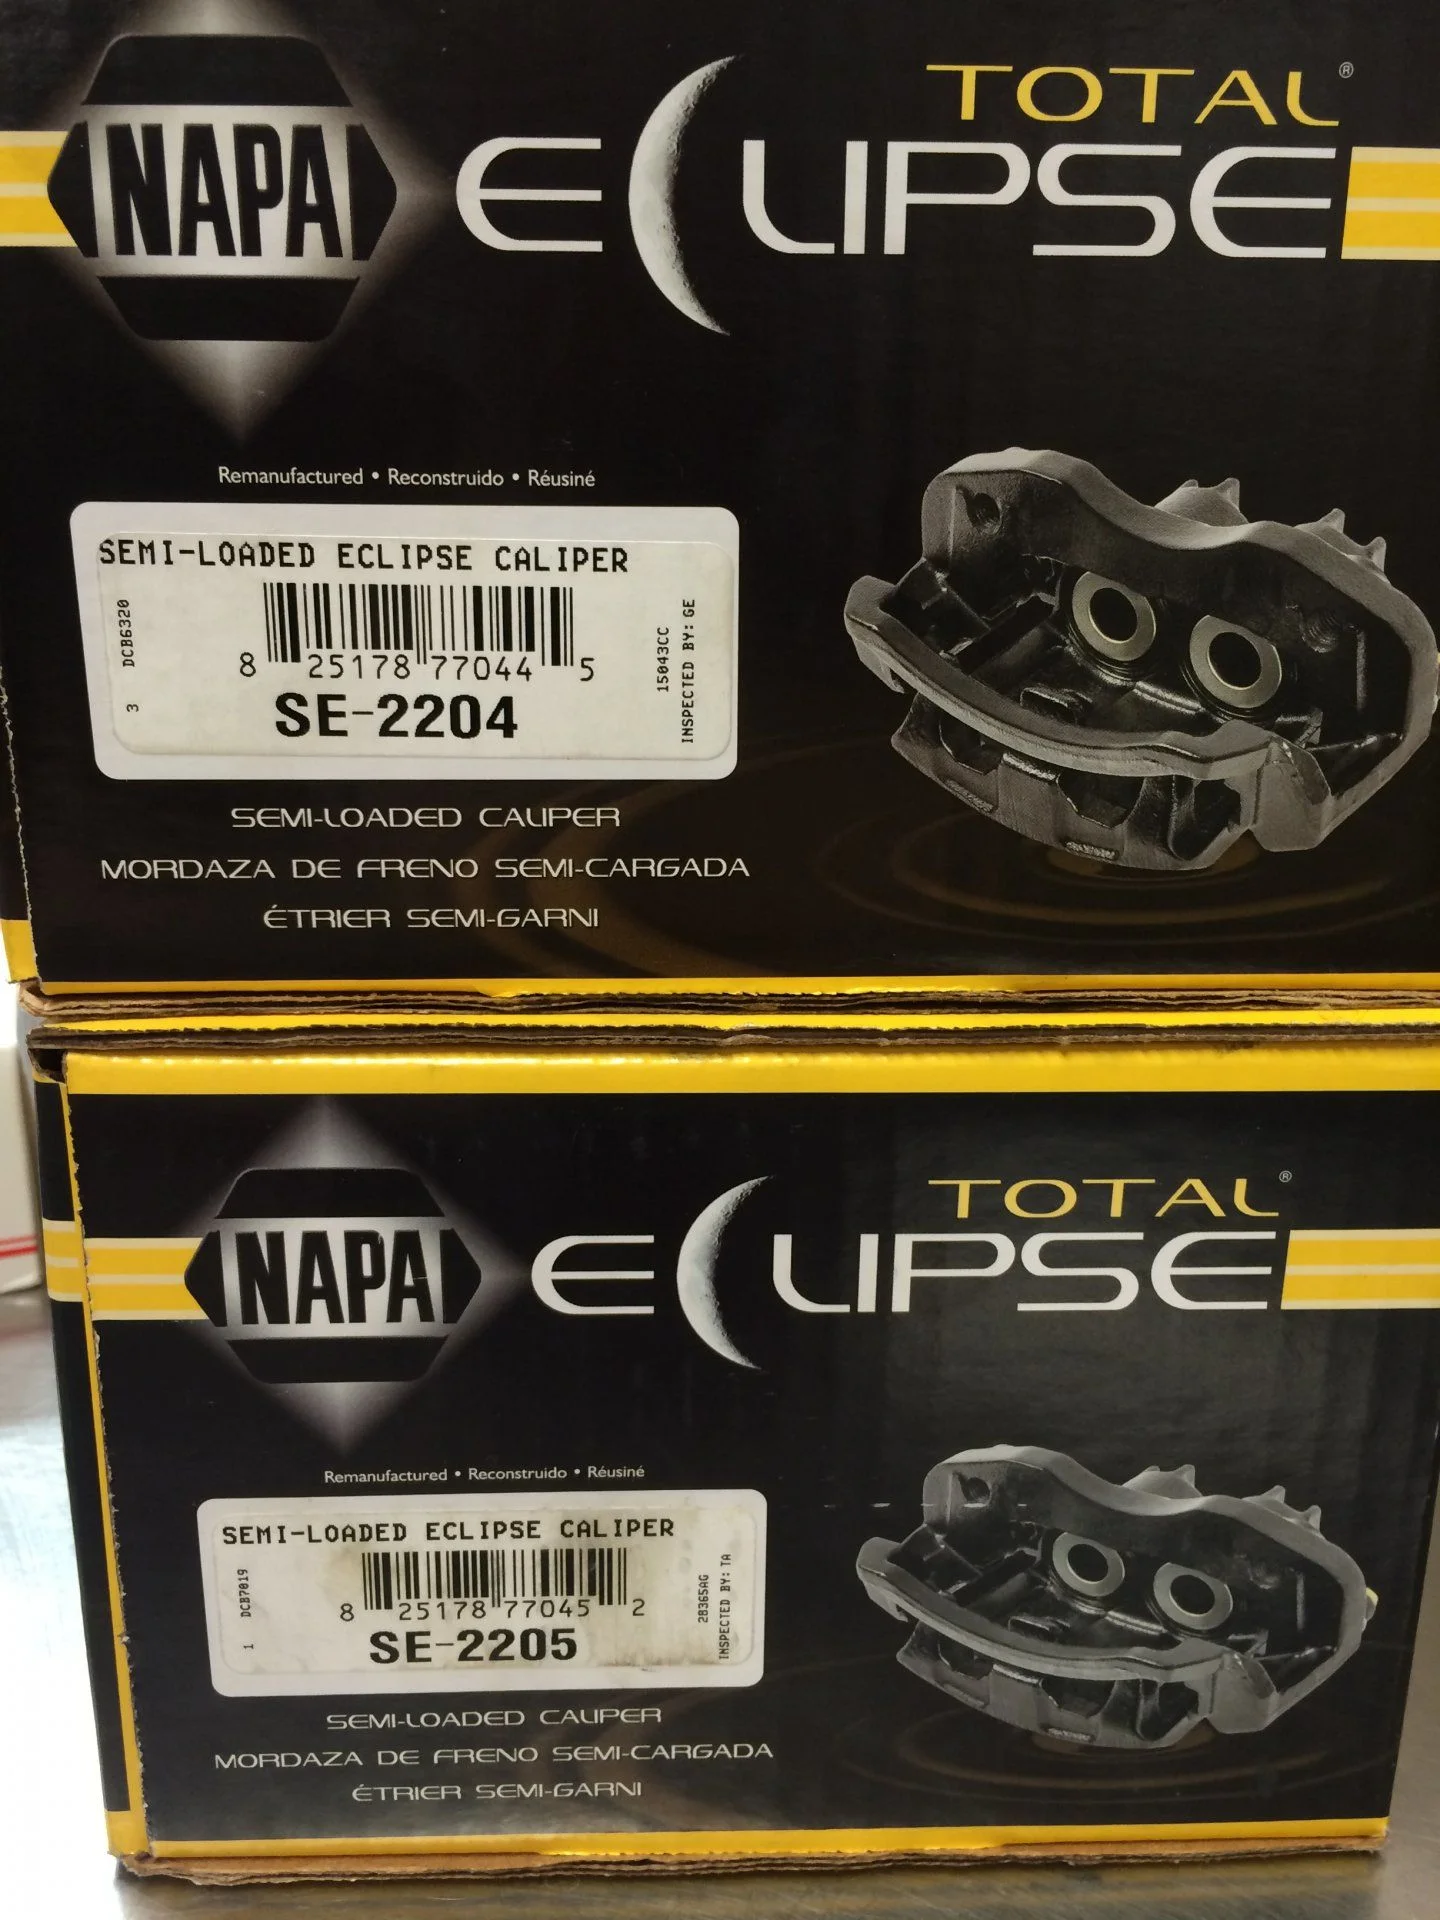 NAPA
TOTAL®
ECLIPSE
Remanufactured • Reconstruido • Réusiné
SEMI-LOADED ECLIPSE CALIPER
3 DCB6320
8 25178 77044 5
15043CC
INSPECTED BY: GE
SE-2204
SEMI-LOADED CALIPER
MORDAZA DE FRENO SEMI-CARGADA
ÉTRIER SEMI-GARNI
NAPA
TOTAL®
ECLIPSE
Remanufactured • Reconstruido • Réusiné
SEMI-LOADED ECLIPSE CALIPER
1 DCB7019
8 25178 77045 2
28365AG
INSPECTED BY: TA
SE-2205
SEMI-LOADED CALIPER
MORDAZA DE FRENO SEMI-CARGADA
ÉTRIER SEMI-GARNI